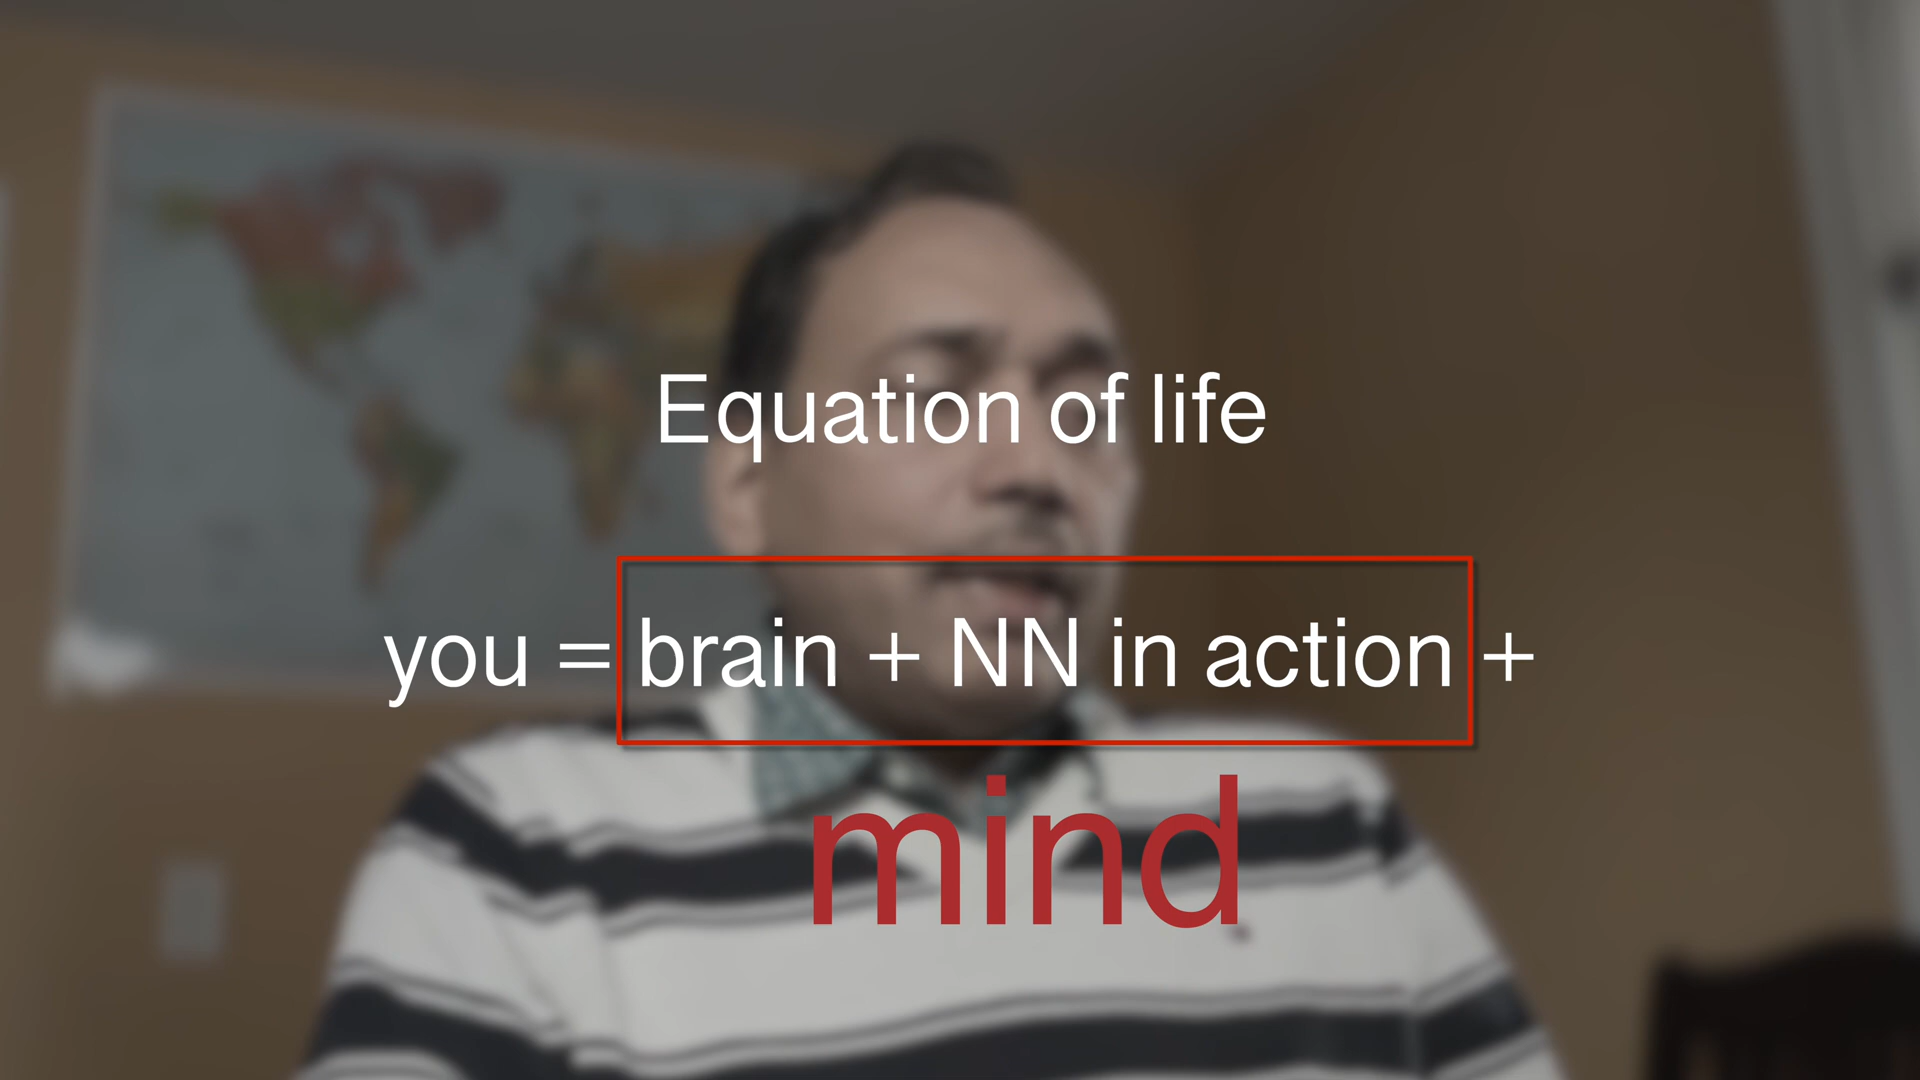 Equation of life
you = brain + NN in action +
mind